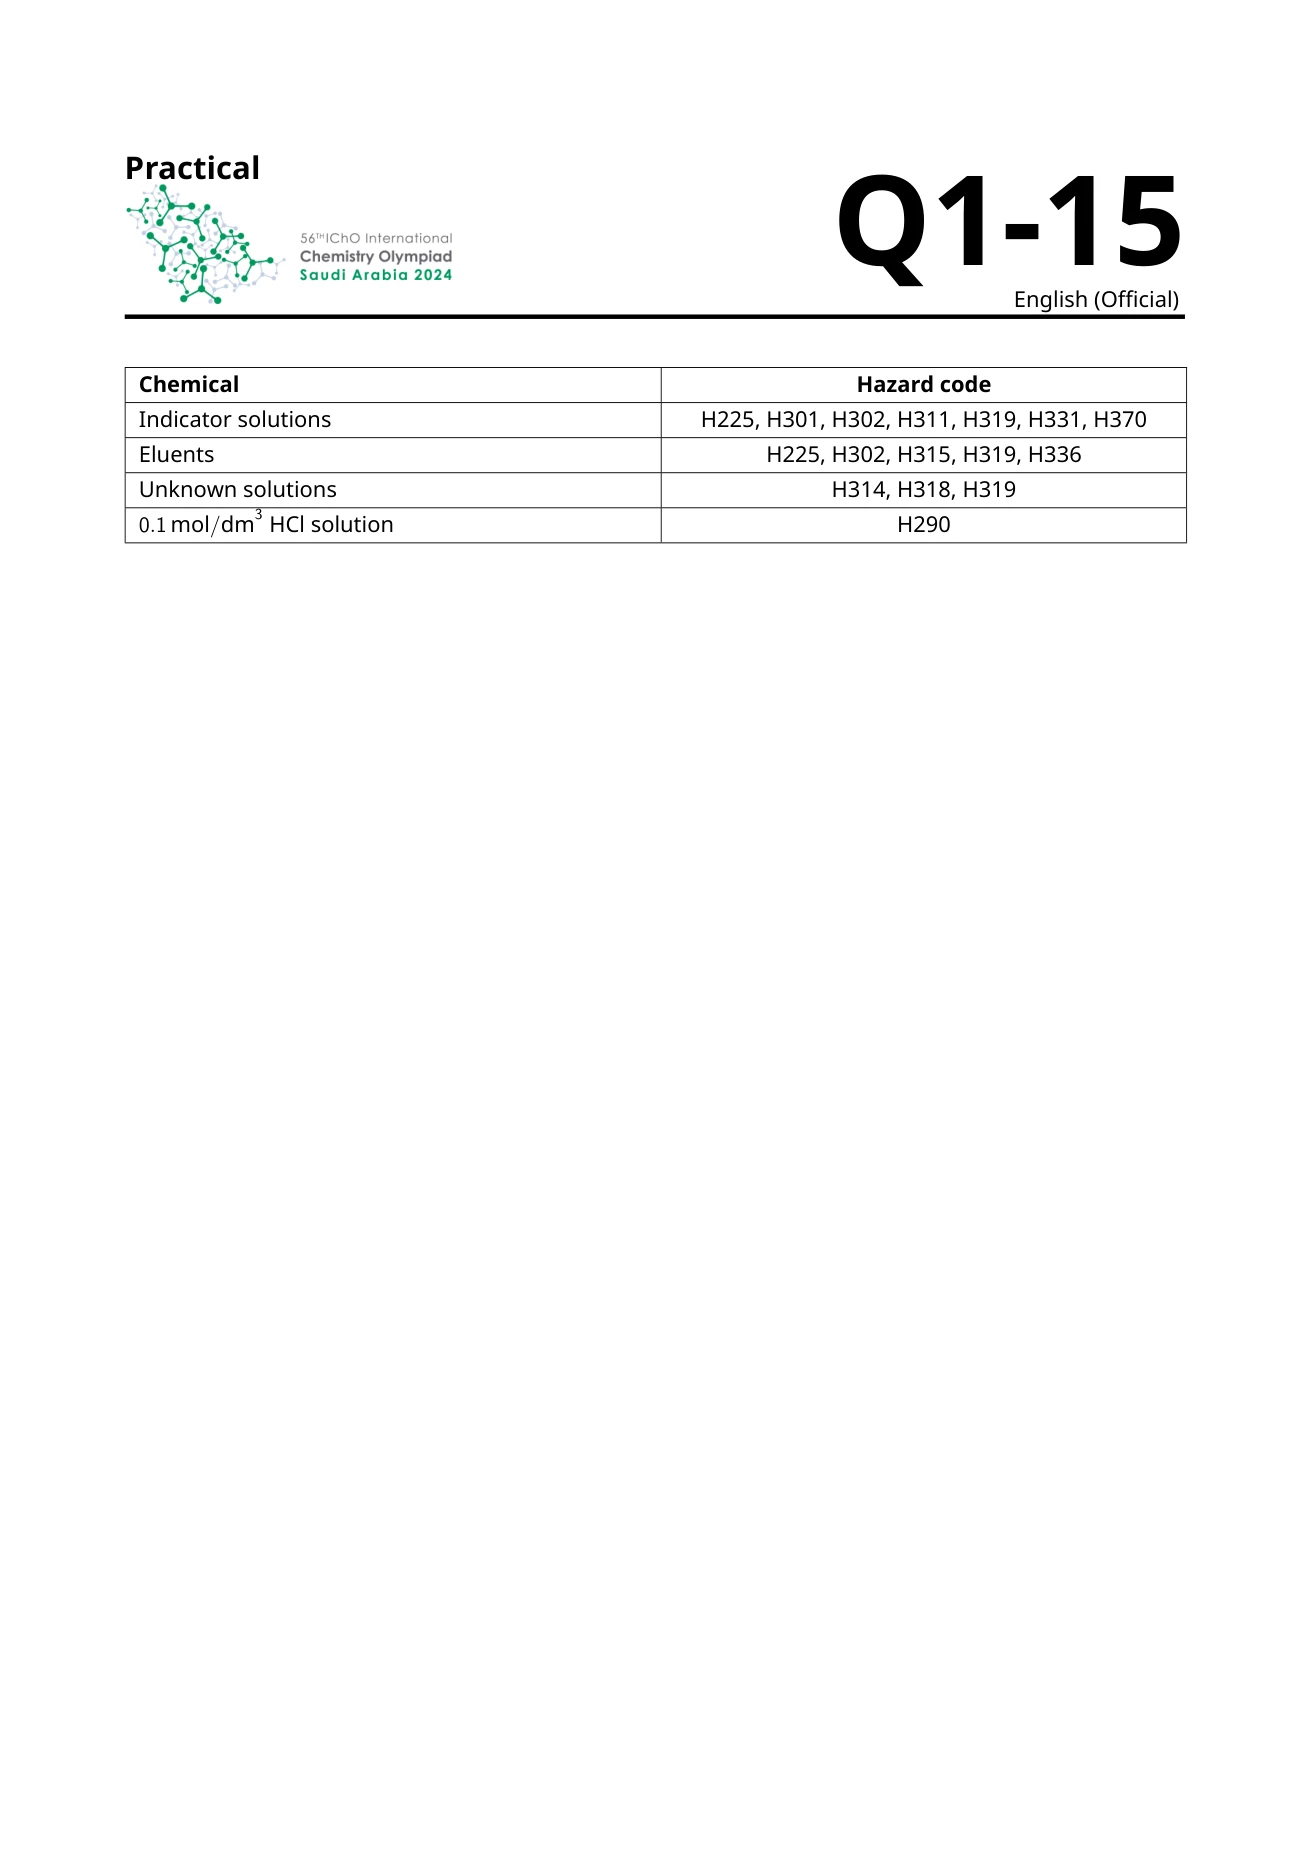 Practical
56ᵀᴴIChO International
Chemistry Olympiad
Saudi Arabia 2024
Q1-15
English (Official)
Chemical Hazard code
Indicator solutions H225, H301, H302, H311, H319, H331, H370
Eluents H225, H302, H315, H319, H336
Unknown solutions H314, H318, H319
0.1 mol/dm³ HCl solution H290